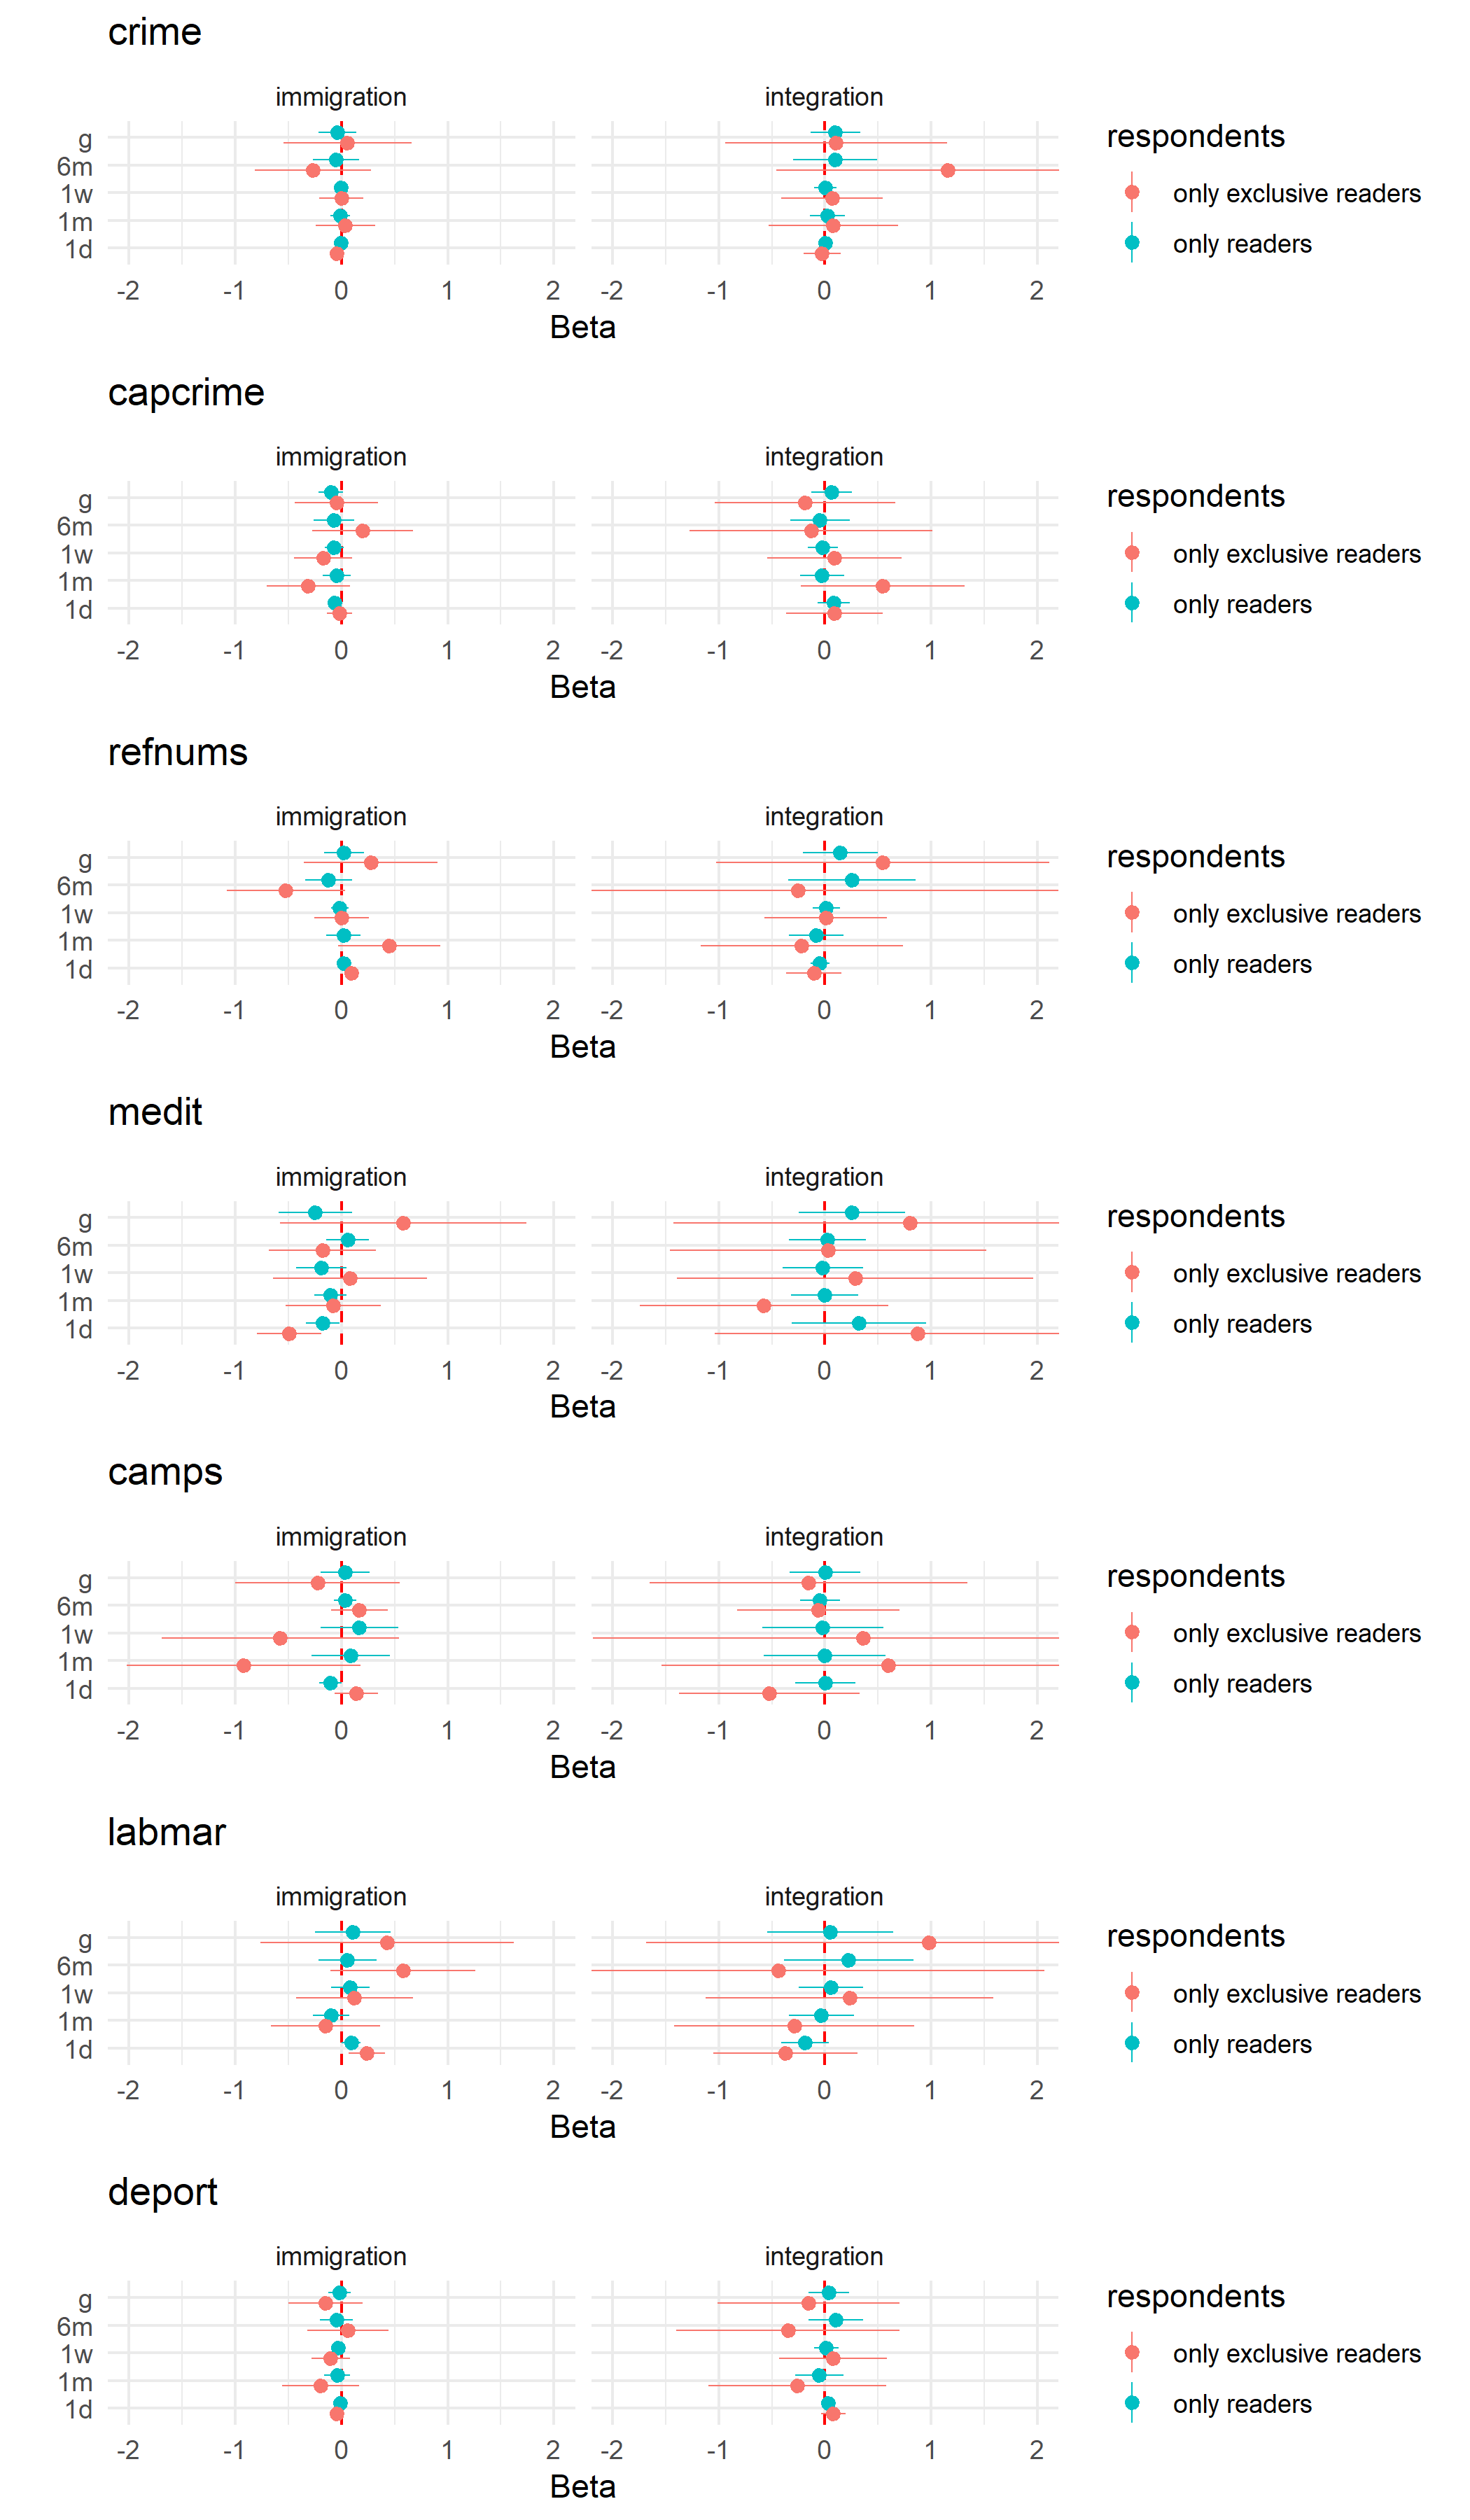 crime
immigration integration
respondents
only exclusive readers
only readers
g
6m
1w
1m
1d
-2 -1 0 1 2 -2 -1 0 1 2
Beta
capcrime
immigration integration
respondents
only exclusive readers
only readers
g
6m
1w
1m
1d
-2 -1 0 1 2 -2 -1 0 1 2
Beta
refnums
immigration integration
respondents
only exclusive readers
only readers
g
6m
1w
1m
1d
-2 -1 0 1 2 -2 -1 0 1 2
Beta
medit
immigration integration
respondents
only exclusive readers
only readers
g
6m
1w
1m
1d
-2 -1 0 1 2 -2 -1 0 1 2
Beta
camps
immigration integration
respondents
only exclusive readers
only readers
g
6m
1w
1m
1d
-2 -1 0 1 2 -2 -1 0 1 2
Beta
labmar
immigration integration
respondents
only exclusive readers
only readers
g
6m
1w
1m
1d
-2 -1 0 1 2 -2 -1 0 1 2
Beta
deport
immigration integration
respondents
only exclusive readers
only readers
g
6m
1w
1m
1d
-2 -1 0 1 2 -2 -1 0 1 2
Beta